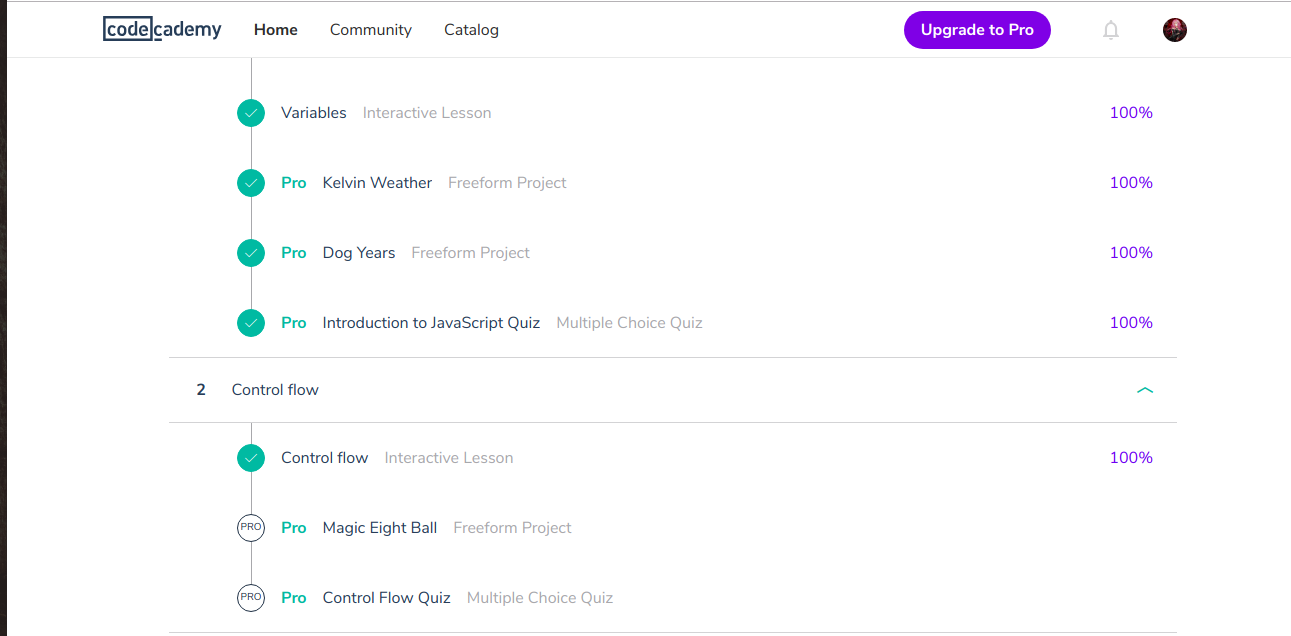 codecademy Home Community Catalog Upgrade to Pro
Variables Interactive Lesson 100%
Pro Kelvin Weather Freeform Project 100%
Pro Dog Years Freeform Project 100%
Pro Introduction to JavaScript Quiz Multiple Choice Quiz 100%
2 Control flow
Control flow Interactive Lesson 100%
PRO Pro Magic Eight Ball Freeform Project
PRO Pro Control Flow Quiz Multiple Choice Quiz